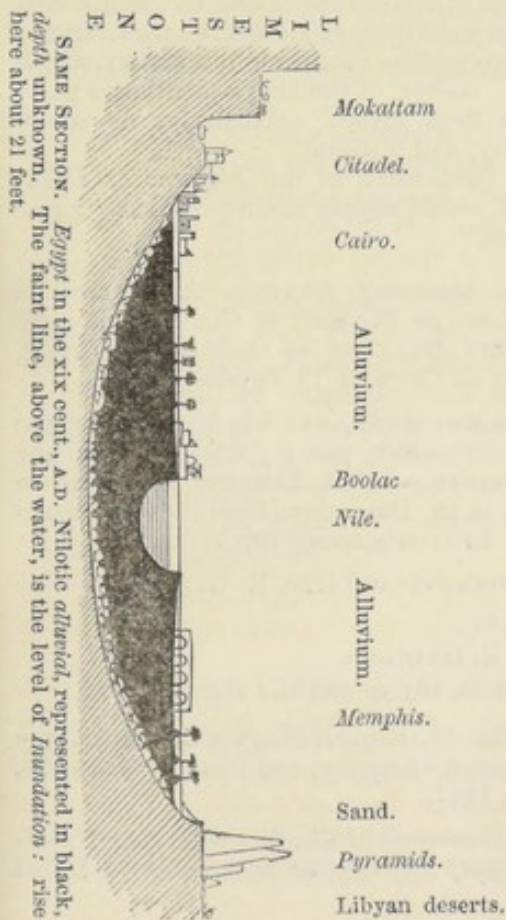 LIMESTONE
Mokattam
Citadel.
Cairo.
Alluvium.
Boolac
Nile.
Alluvium.
Memphis.
Sand.
Pyramids.
Libyan deserts.
SAME SECTION. Egypt in the xix cent., A.D. Nilotic alluvial, represented in black,
depth unknown. The faint line, above the water, is the level of Inundation: rise
here about 21 feet.